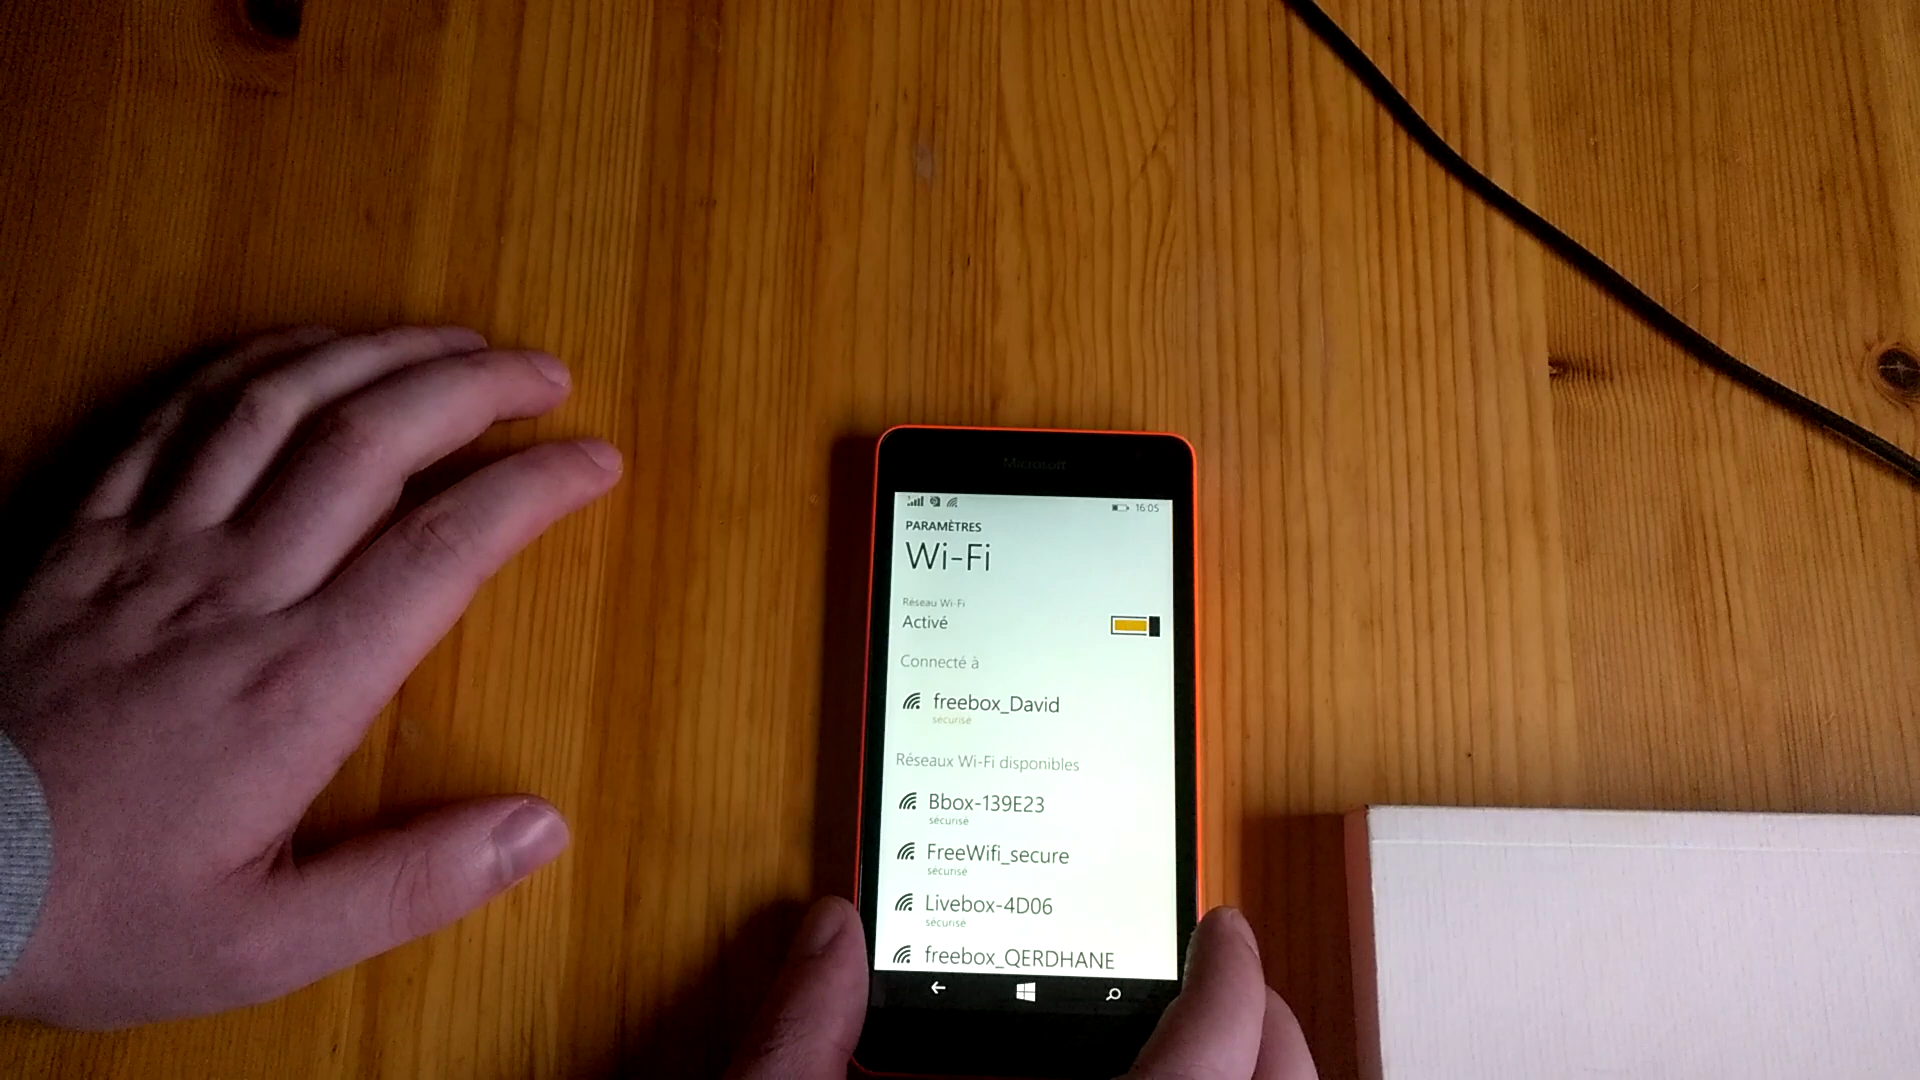 Microsoft
16:05
PARAMÈTRES
Wi-Fi
Réseau Wi-Fi
Activé
Connecté à
freebox_David
sécurisé
Réseaux Wi-Fi disponibles
Bbox-139E23
sécurisé
FreeWifi_secure
sécurisé
Livebox-4D06
sécurisé
freebox_QERDHANE